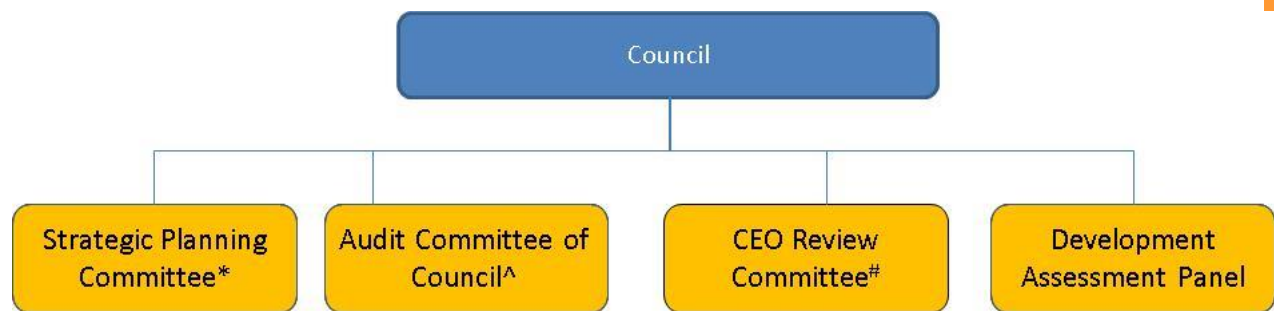 Council
Strategic Planning
Committee*
Audit Committee of
Council^
CEO Review
Committee#
Development
Assessment Panel